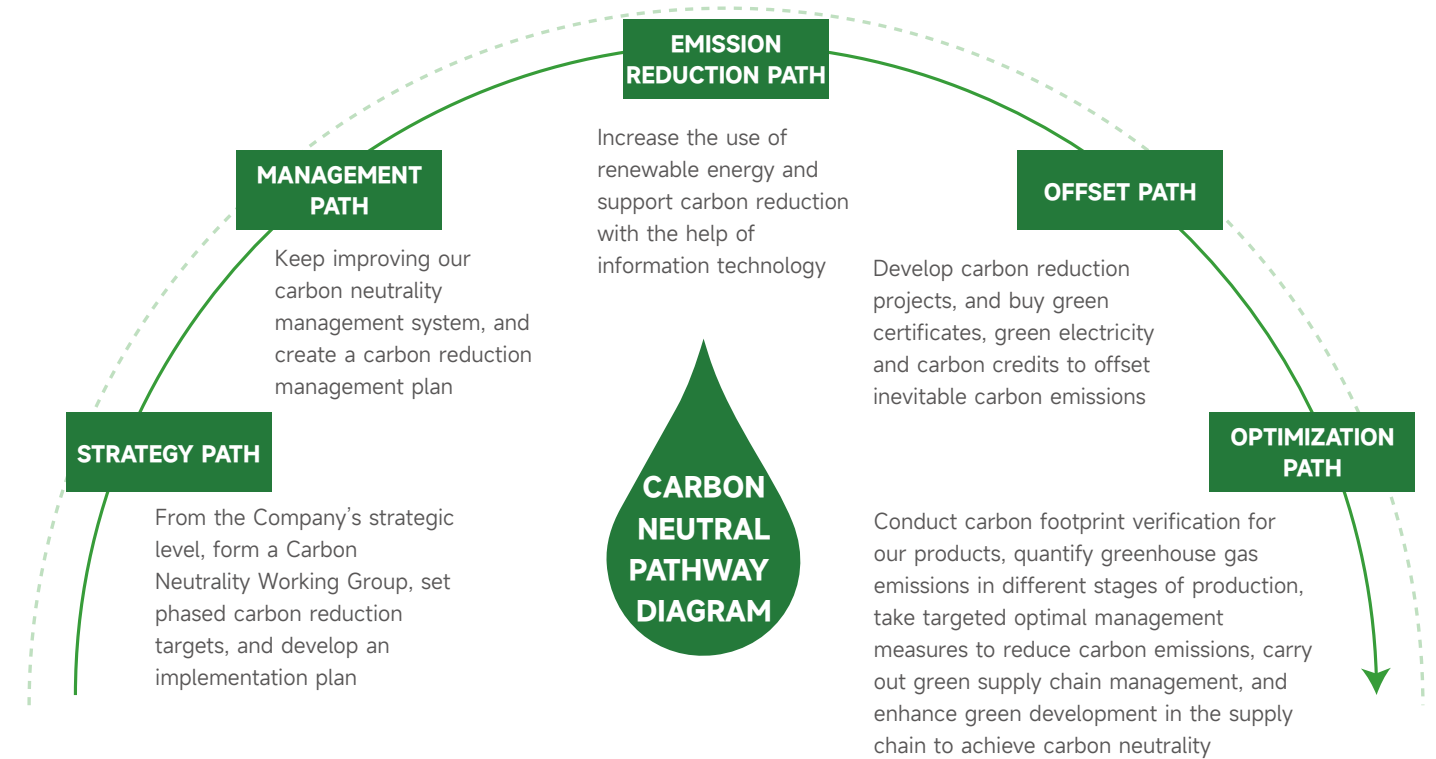 EMISSION
REDUCTION PATH
Increase the use of
renewable energy and
support carbon reduction
with the help of
information technology
MANAGEMENT
PATH
Keep improving our
carbon neutrality
management system, and
create a carbon reduction
management plan
OFFSET PATH
Develop carbon reduction
projects, and buy green
certificates, green electricity
and carbon credits to offset
inevitable carbon emissions
STRATEGY PATH
From the Company’s strategic
level, form a Carbon
Neutrality Working Group, set
phased carbon reduction
targets, and develop an
implementation plan
CARBON
NEUTRAL
PATHWAY
DIAGRAM
OPTIMIZATION
PATH
Conduct carbon footprint verification for
our products, quantify greenhouse gas
emissions in different stages of production,
take targeted optimal management
measures to reduce carbon emissions, carry
out green supply chain management, and
enhance green development in the supply
chain to achieve carbon neutrality